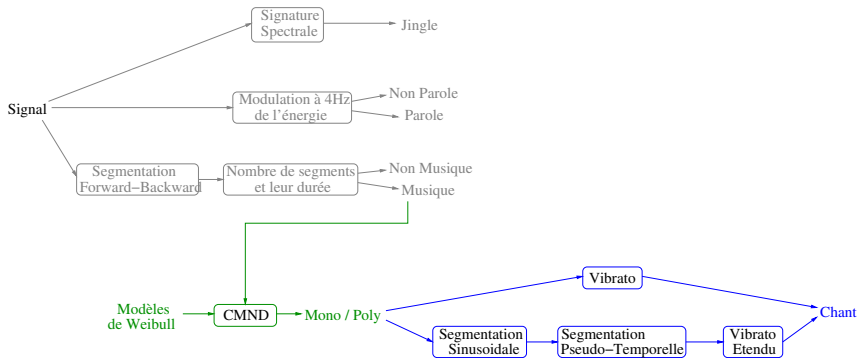 Signature
Spectrale
Jingle
Signal
Modulation à 4Hz
de l'énergie
Non Parole
Parole
Segmentation
Forward−Backward
Nombre de segments
et leur durée
Non Musique
Musique
Modèles
de Weibull
CMND
Mono / Poly
Vibrato
Segmentation
Sinusoidale
Segmentation
Pseudo−Temporelle
Vibrato
Etendu
Chant